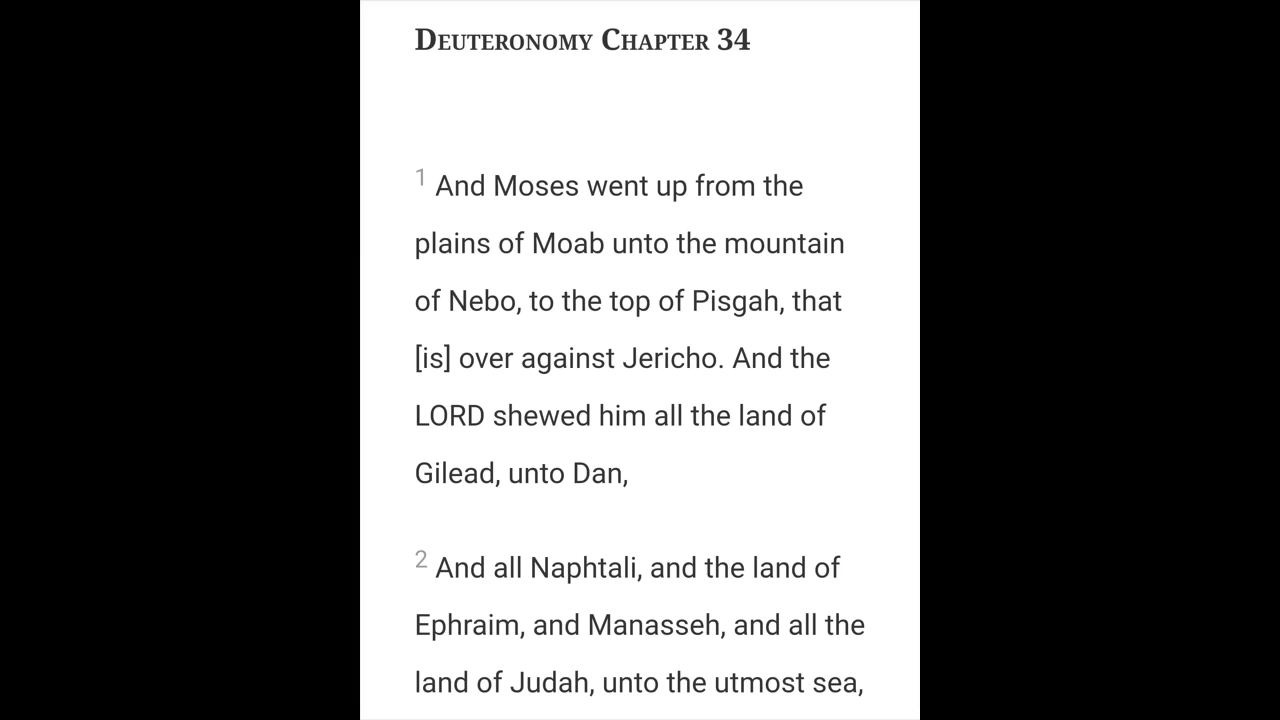 Deuteronomy Chapter 34
1 And Moses went up from the
plains of Moab unto the mountain
of Nebo, to the top of Pisgah, that
[is] over against Jericho. And the
LORD shewed him all the land of
Gilead, unto Dan,
2 And all Naphtali, and the land of
Ephraim, and Manasseh, and all the
land of Judah, unto the utmost sea,